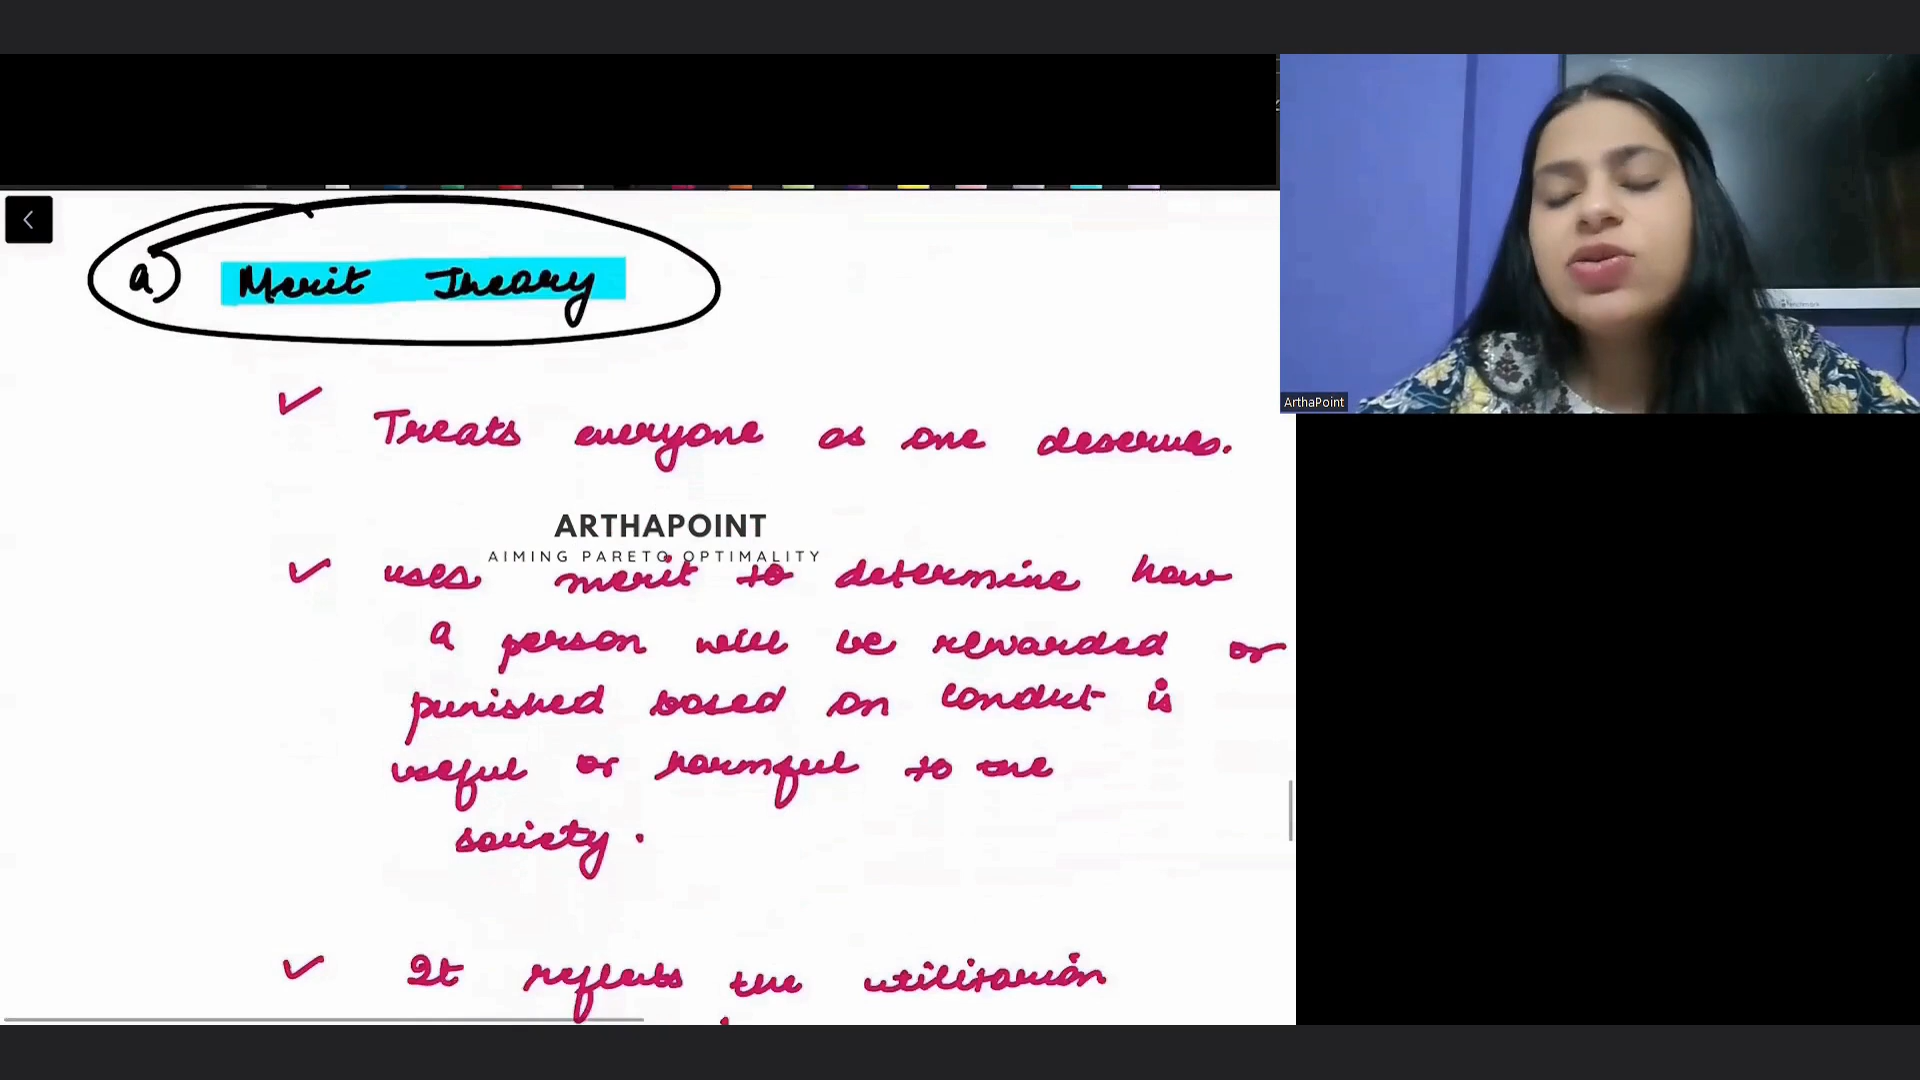 a) Merit Theory
Treats everyone as one deserves.
ARTHAPOINT
AIMING PARETO OPTIMALITY
uses merit to determine how
a person will be rewarded or
punished based on conduct is
useful or harmful to the
society.
It reflects the utilitarian
ArthaPoint